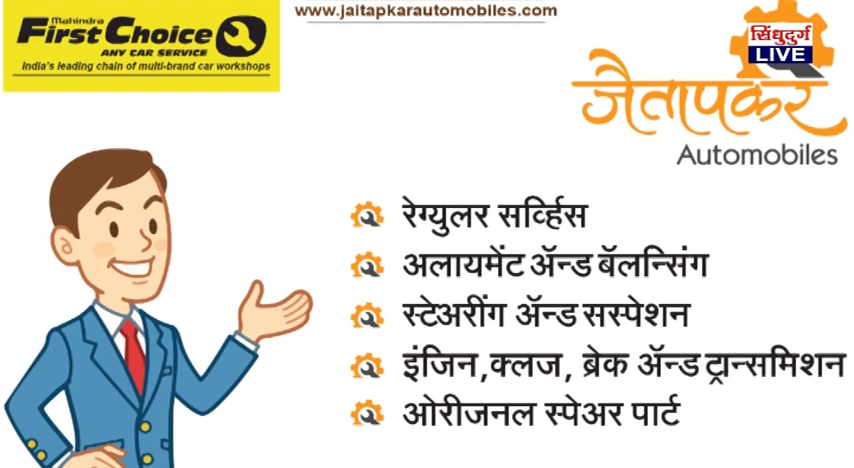 Mahindra
First Choice
ANY CAR SERVICE
India's leading chain of multi-brand car workshops
www.jaitapkarautomobiles.com
सिंधुदुर्ग
LIVE
जैतापकर
Automobiles
रेग्युलर सर्व्हिस
अलायमेंट ॲन्ड बॅलन्सिंग
स्टेअरींग ॲन्ड सस्पेशन
इंजिन,क्लज, ब्रेक ॲन्ड ट्रान्समिशन
ओरीजनल स्पेअर पार्ट